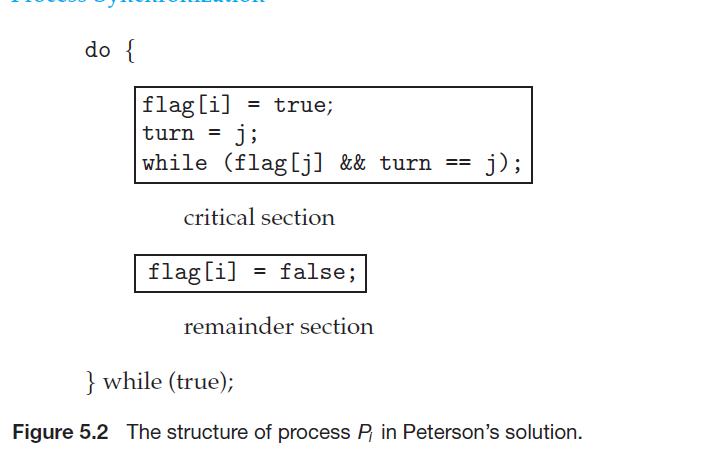 do {
flag[i] = true;
turn = j;
while (flag[j] && turn == j);
critical section
flag[i] = false;
remainder section
} while (true);
Figure 5.2 The structure of process Pi in Peterson's solution.